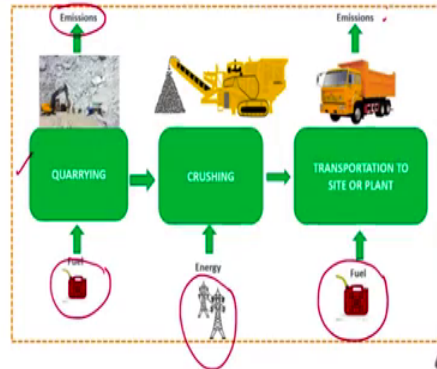 Emissions
Emissions
QUARRYING
CRUSHING
TRANSPORTATION TO
SITE OR PLANT
Fuel
Energy
Fuel